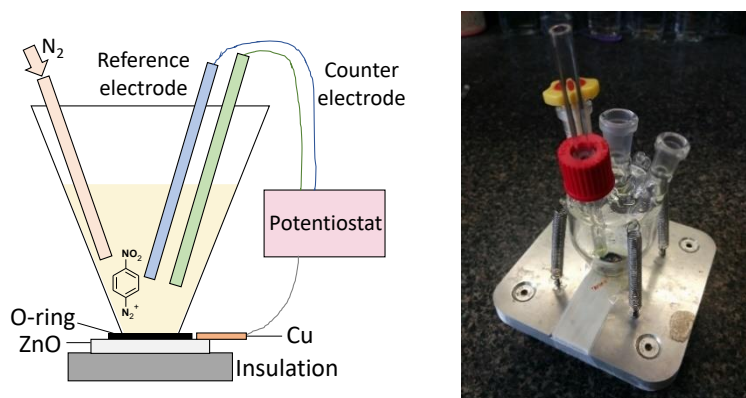 N₂
Reference
electrode
Counter
electrode
Potentiostat
NO₂
N₂⁺
O-ring
ZnO
Cu
Insulation